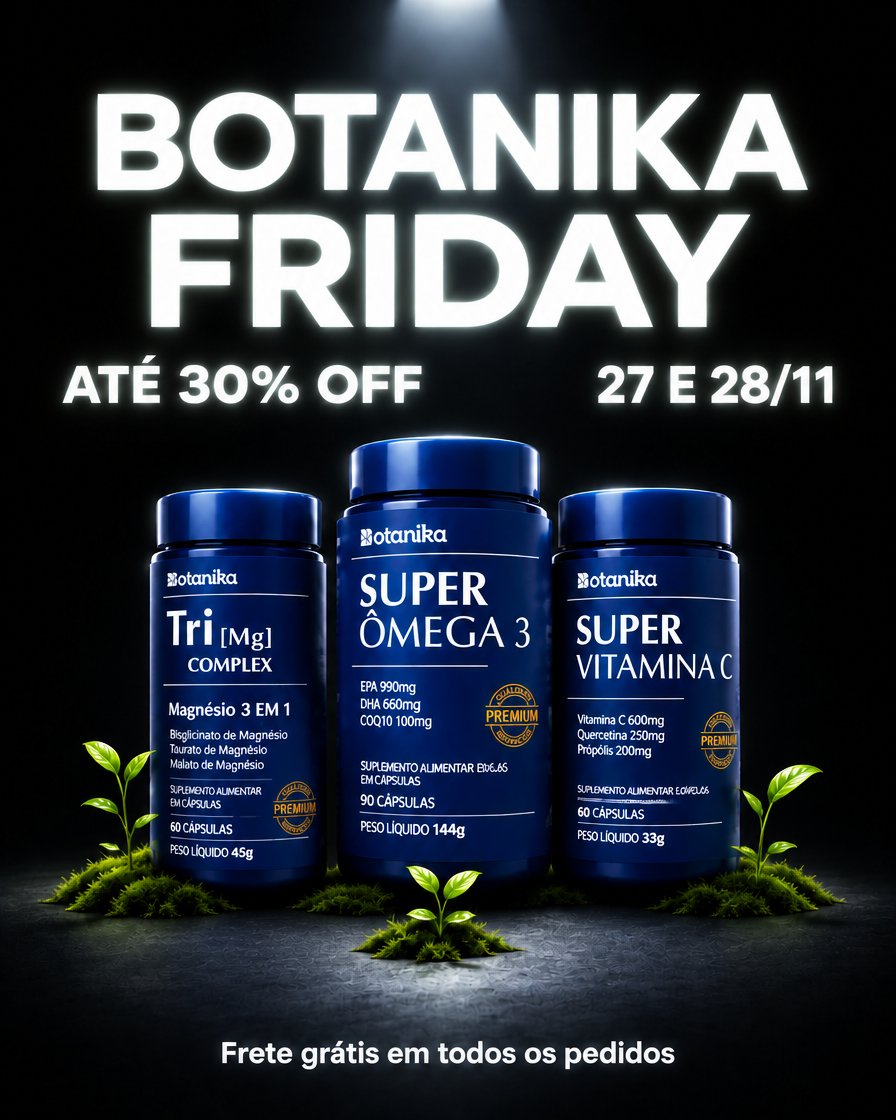 BOTANIKA
FRIDAY
ATÉ 30% OFF
27 E 28/11
Botanika
Tri [Mg]
COMPLEX
Magnésio 3 EM 1
Bisglicinato de Magnésio
Taurato de Magnésio
Malato de Magnésio
SUPLEMENTO ALIMENTAR
EM CÁPSULAS
60 CÁPSULAS
PESO LÍQUIDO 45g
PREMIUM
Botanika
SUPER
ÔMEGA 3
EPA 990mg
DHA 660mg
COQ10 100mg
PREMIUM
SUPLEMENTO ALIMENTAR
EM CÁPSULAS
90 CÁPSULAS
PESO LÍQUIDO 144g
Botanika
SUPER
VITAMINA C
Vitamina C 600mg
Quercetina 250mg
Própolis 200mg
PREMIUM
SUPLEMENTO ALIMENTAR
60 CÁPSULAS
PESO LÍQUIDO 33g
Frete grátis em todos os pedidos